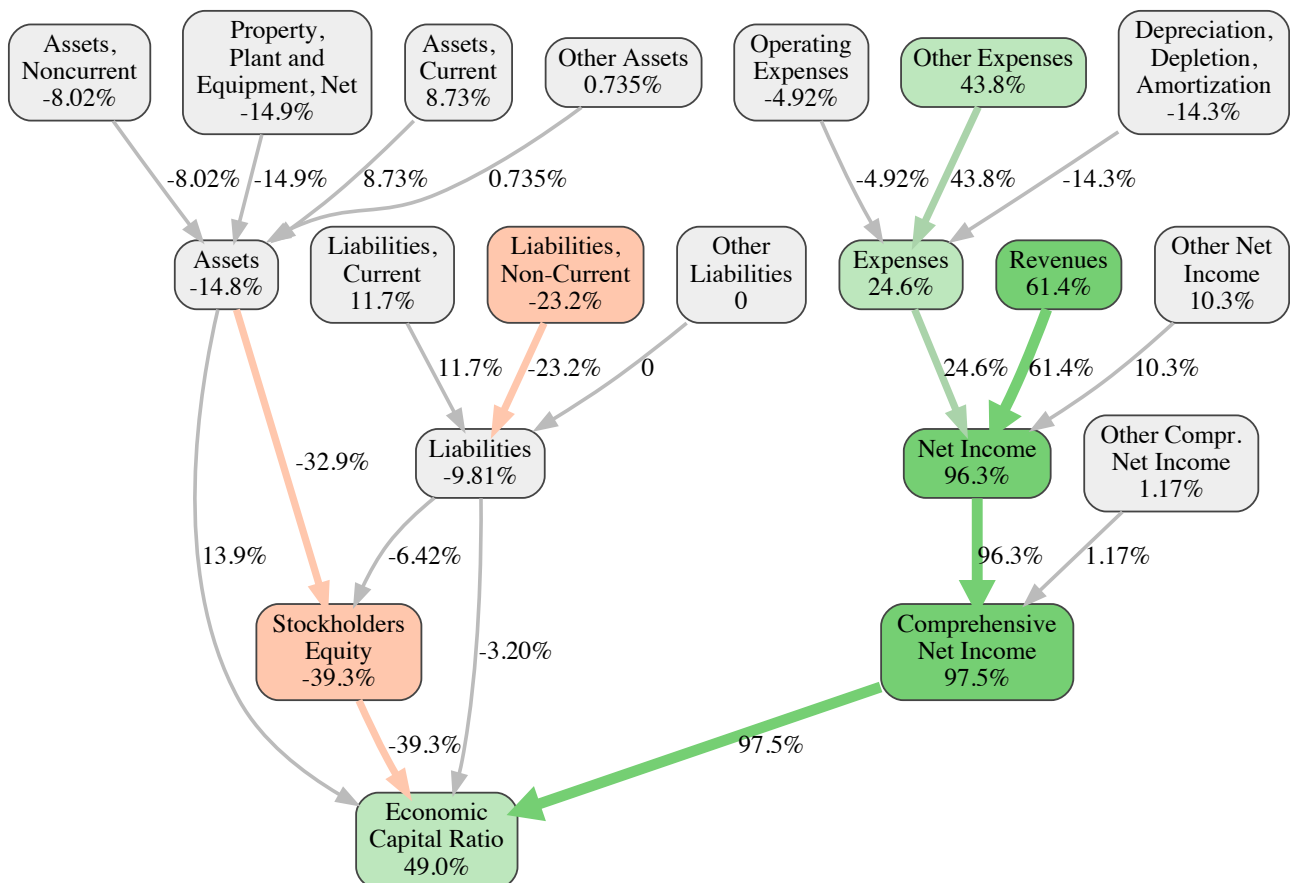 Assets,
Noncurrent
-8.02%
Property,
Plant and
Equipment, Net
-14.9%
Assets,
Current
8.73%
Other Assets
0.735%
Operating
Expenses
-4.92%
Other Expenses
43.8%
Depreciation,
Depletion,
Amortization
-14.3%
-8.02%
-14.9%
8.73%
0.735%
-4.92%
43.8%
-14.3%
Assets
-14.8%
Liabilities,
Current
11.7%
Liabilities,
Non-Current
-23.2%
Other
Liabilities
0
Expenses
24.6%
Revenues
61.4%
Other Net
Income
10.3%
11.7%
-23.2%
0
24.6%
61.4%
10.3%
-32.9%
Liabilities
-9.81%
Net Income
96.3%
Other Compr.
Net Income
1.17%
13.9%
-6.42%
96.3%
1.17%
Stockholders
Equity
-39.3%
-3.20%
Comprehensive
Net Income
97.5%
-39.3%
97.5%
Economic
Capital Ratio
49.0%